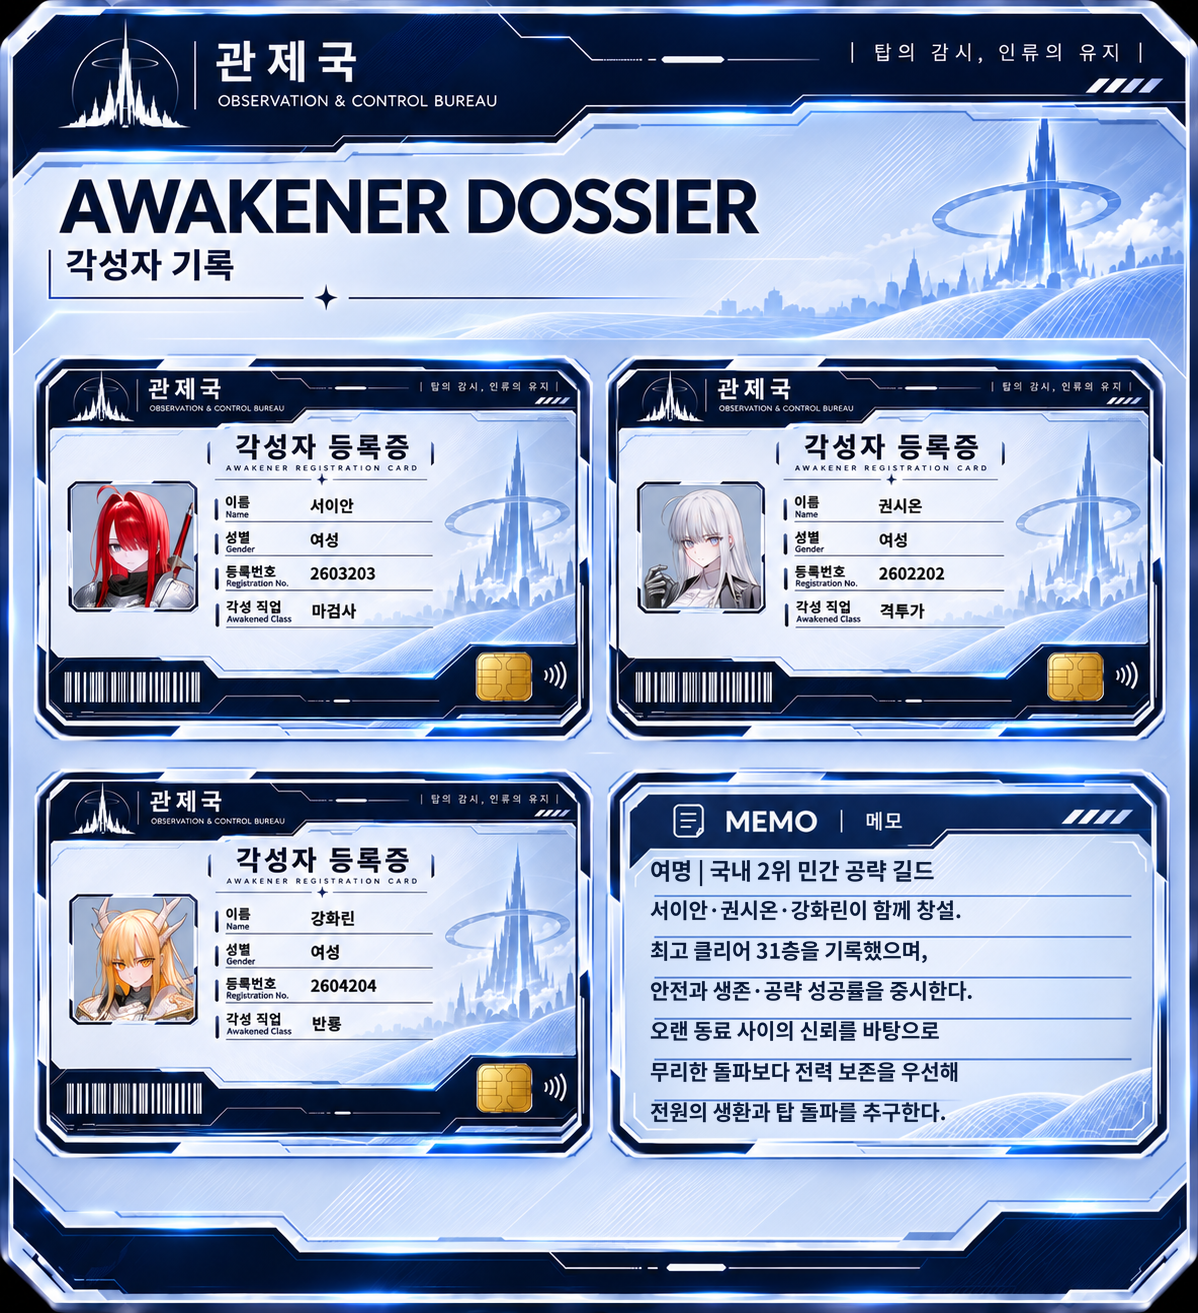 관제국
OBSERVATION & CONTROL BUREAU
| 탑의 감시, 인류의 유지 |
AWAKENER DOSSIER
각성자 기록
관제국
OBSERVATION & CONTROL BUREAU
| 탑의 감시, 인류의 유지 |
각성자 등록증
AWAKENER REGISTRATION CARD
이름 서이안
Name
성별 여성
Gender
등록번호 2603203
Registration No.
각성 직업 마검사
Awakened Class
관제국
OBSERVATION & CONTROL BUREAU
| 탑의 감시, 인류의 유지 |
각성자 등록증
AWAKENER REGISTRATION CARD
이름 권시온
Name
성별 여성
Gender
등록번호 2602202
Registration No.
각성 직업 격투가
Awakened Class
관제국
OBSERVATION & CONTROL BUREAU
| 탑의 감시, 인류의 유지 |
각성자 등록증
AWAKENER REGISTRATION CARD
이름 강화린
Name
성별 여성
Gender
등록번호 2604204
Registration No.
각성 직업 반룡
Awakened Class
MEMO | 메모
여명 | 국내 2위 민간 공략 길드
서이안·권시온·강화린이 함께 창설.
최고 클리어 31층을 기록했으며,
안전과 생존·공략 성공률을 중시한다.
오랜 동료 사이의 신뢰를 바탕으로
무리한 돌파보다 전력 보존을 우선해
전원의 생환과 탑 돌파를 추구한다.